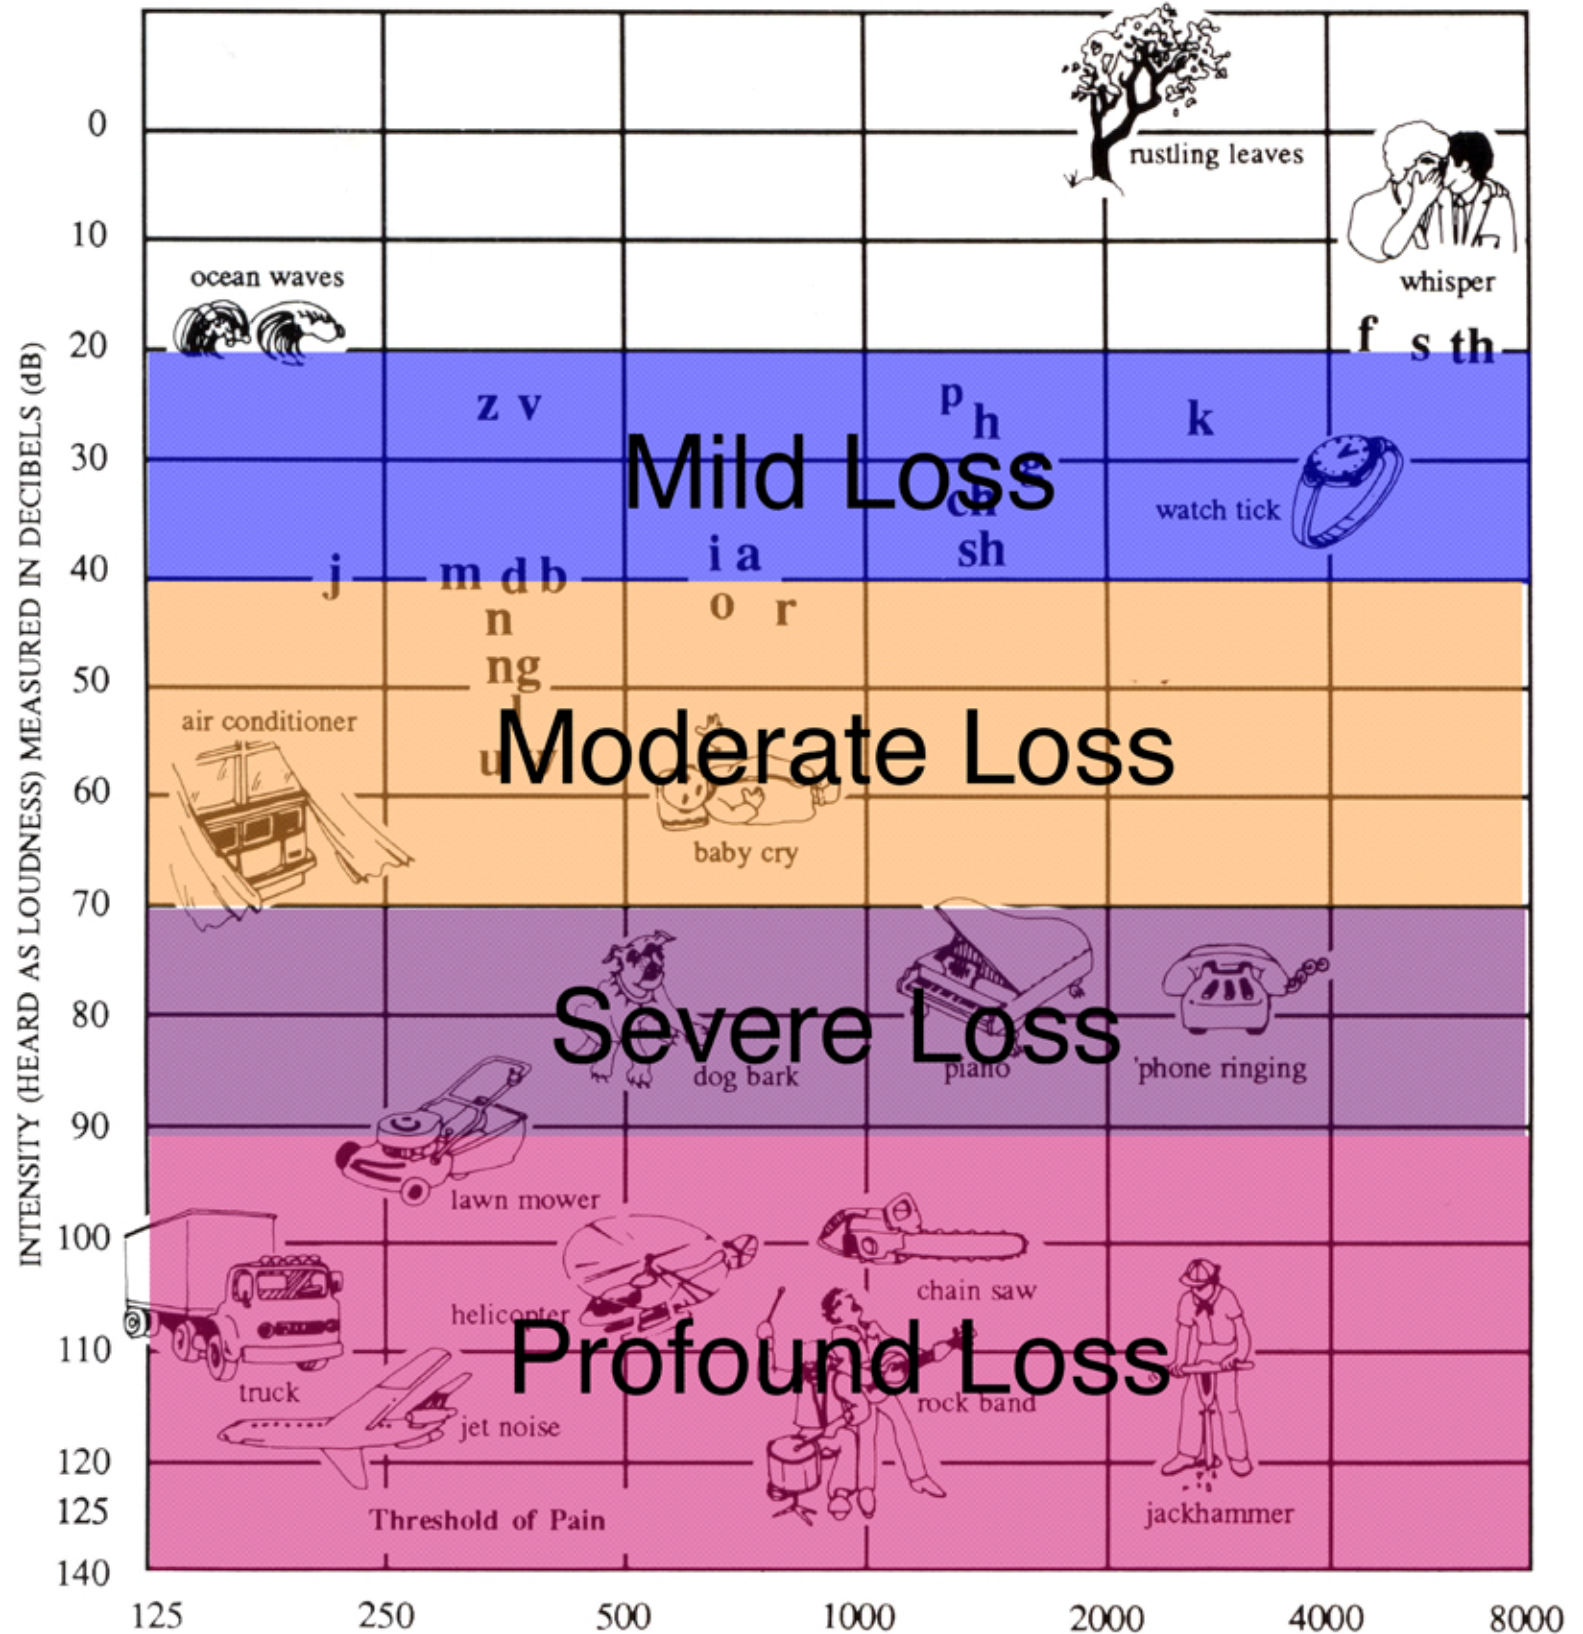 INTENSITY (HEARD AS LOUDNESS) MEASURED IN DECIBELS (dB)
0
rustling leaves
10
ocean waves
whisper
20
f s th
z v
p
h
k
30
Mild Loss
ch
watch tick
i a
sh
40
j
m d b
n
o r
ng
50
air conditioner
Moderate Loss
u
60
baby cry
70
80
Severe Loss
dog bark
piano
'phone ringing
90
lawn mower
100
chain saw
helicopter
110
Profound Loss
truck
rock band
jet noise
120
125
Threshold of Pain
jackhammer
140
125 250 500 1000 2000 4000 8000